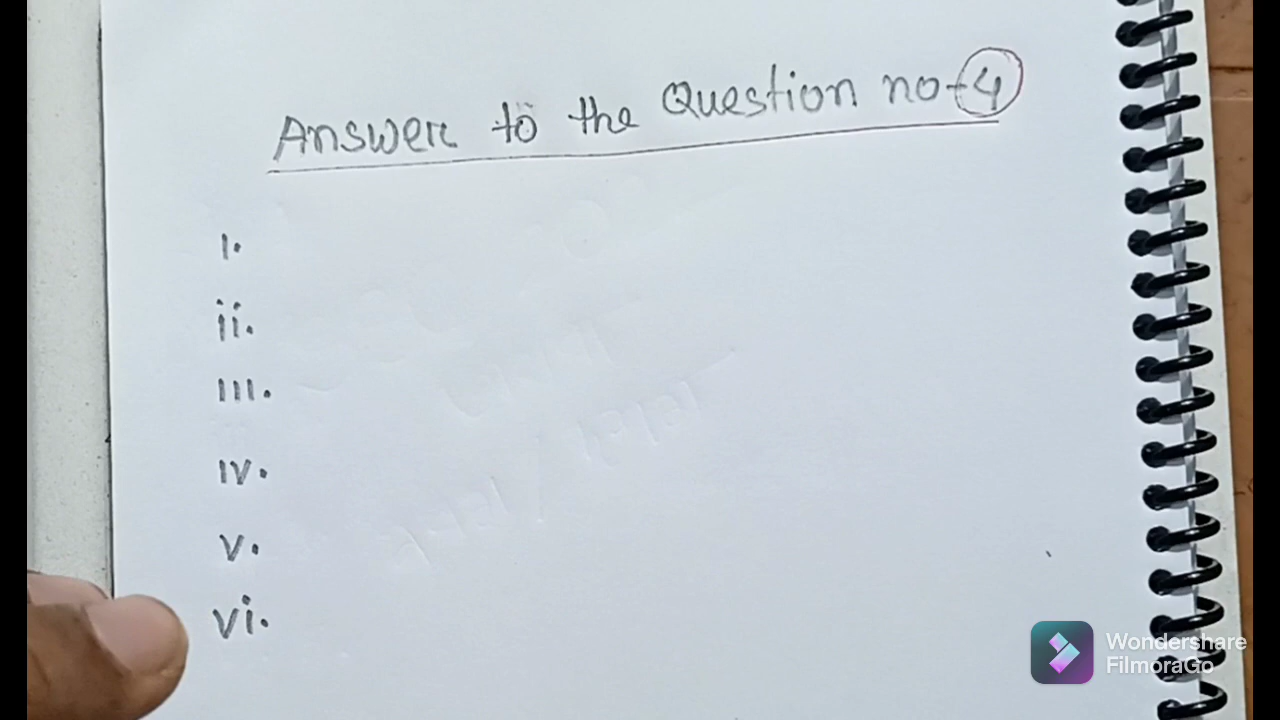 Answer to the Question no-4
i.
ii.
iii.
iv.
v.
vi.
Wondershare
FilmoraGo